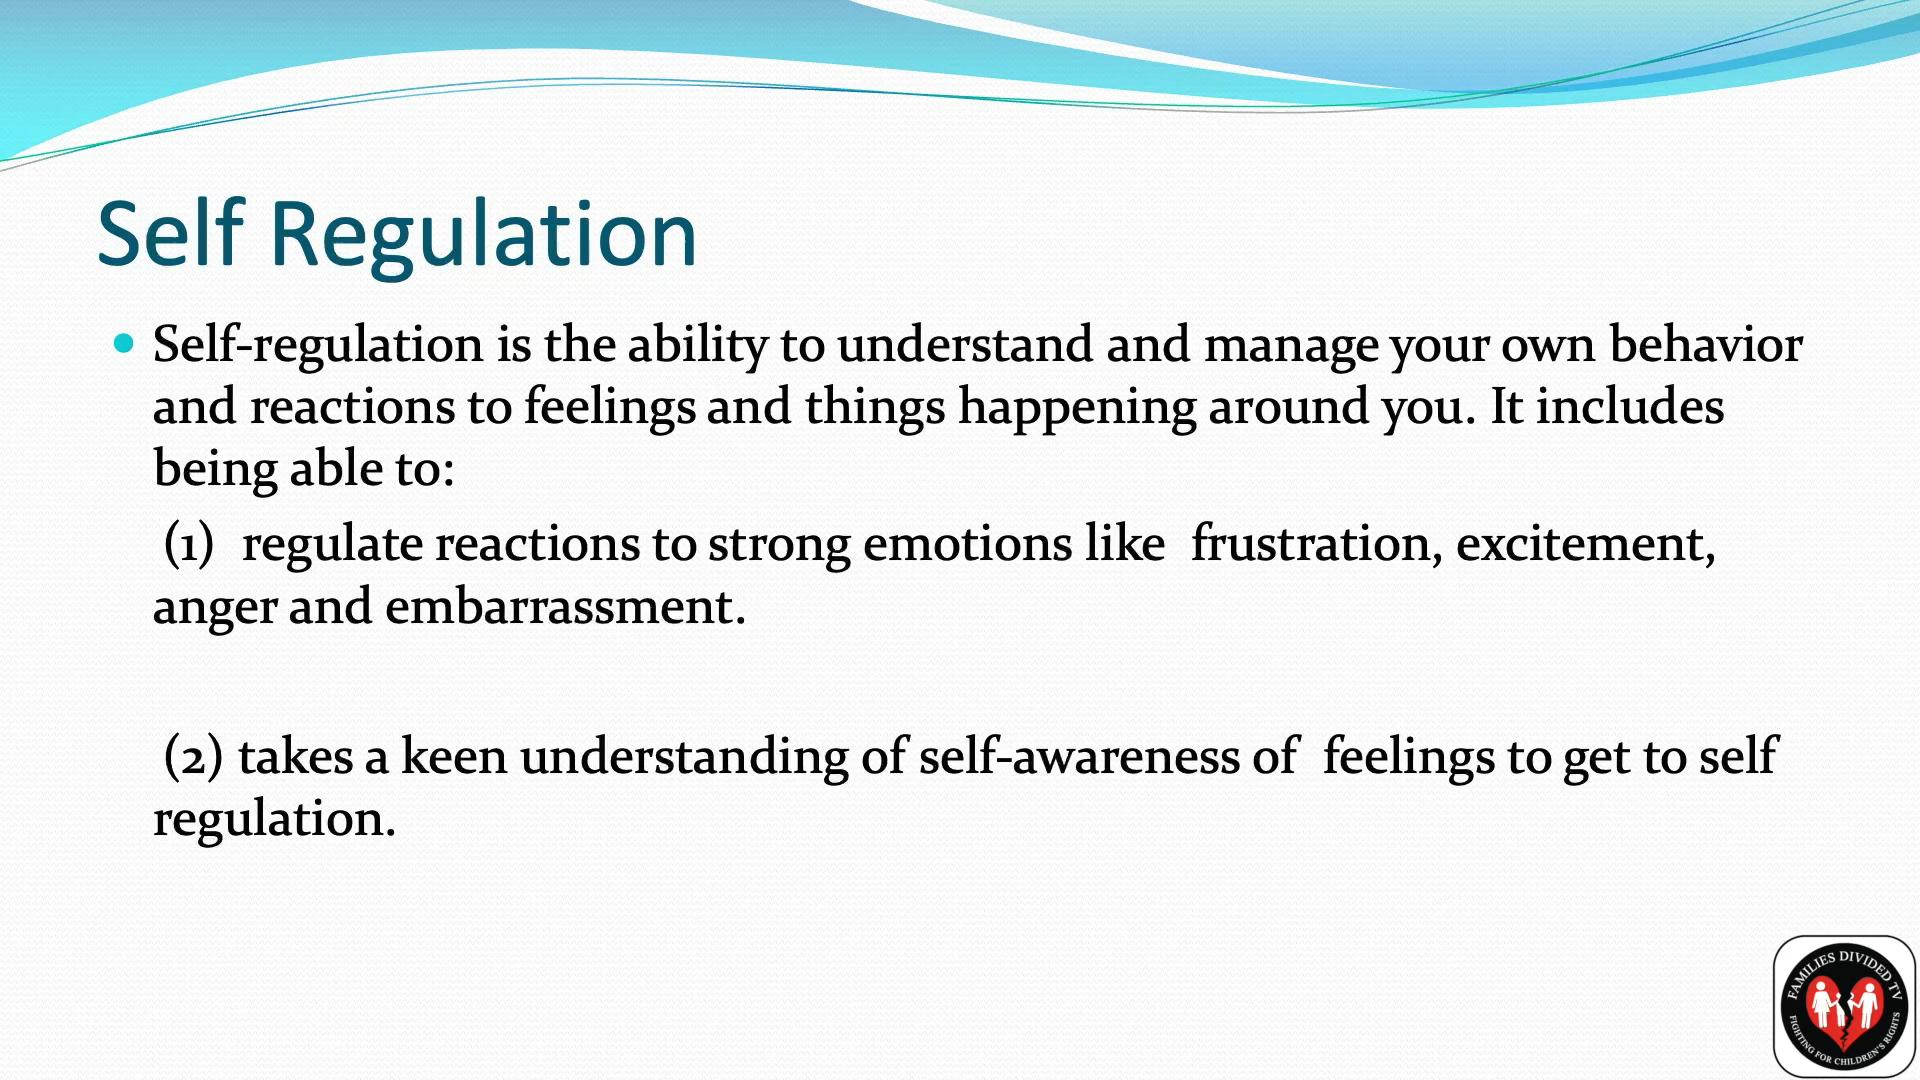 Self Regulation
Self-regulation is the ability to understand and manage your own behavior
and reactions to feelings and things happening around you. It includes
being able to:
(1)  regulate reactions to strong emotions like  frustration, excitement,
anger and embarrassment.
(2) takes a keen understanding of self-awareness of  feelings to get to self
regulation.
FAMILIES DIVIDED TV
FIGHTING FOR CHILDREN'S RIGHTS